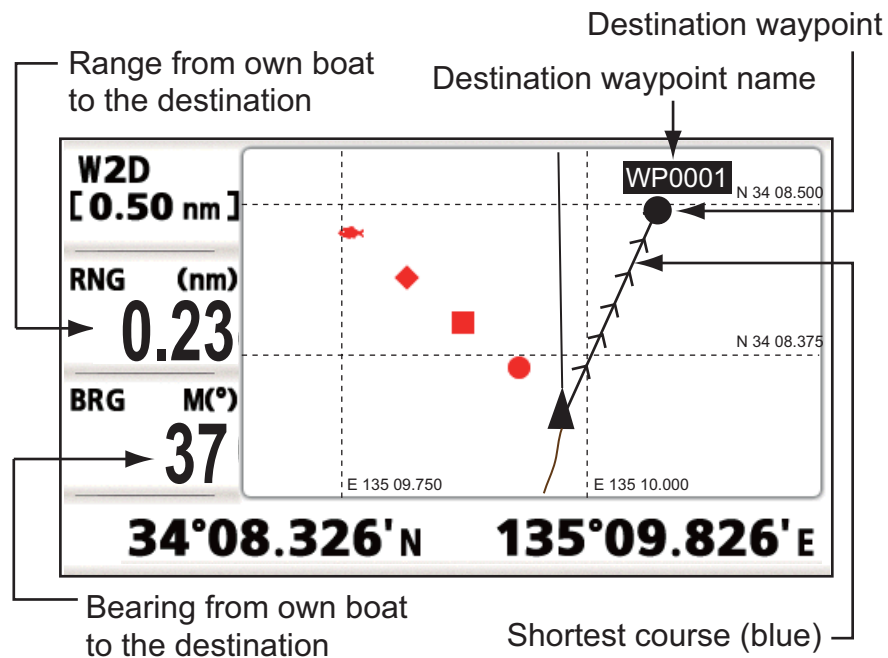 Destination waypoint
Range from own boat
to the destination
Destination waypoint name
W2D
[0.50 nm]
WP0001
N 34 08.500
RNG (nm)
0.23
N 34 08.375
BRG M(°)
37
E 135 09.750
E 135 10.000
34°08.326'N 135°09.826'E
Bearing from own boat
to the destination
Shortest course (blue)